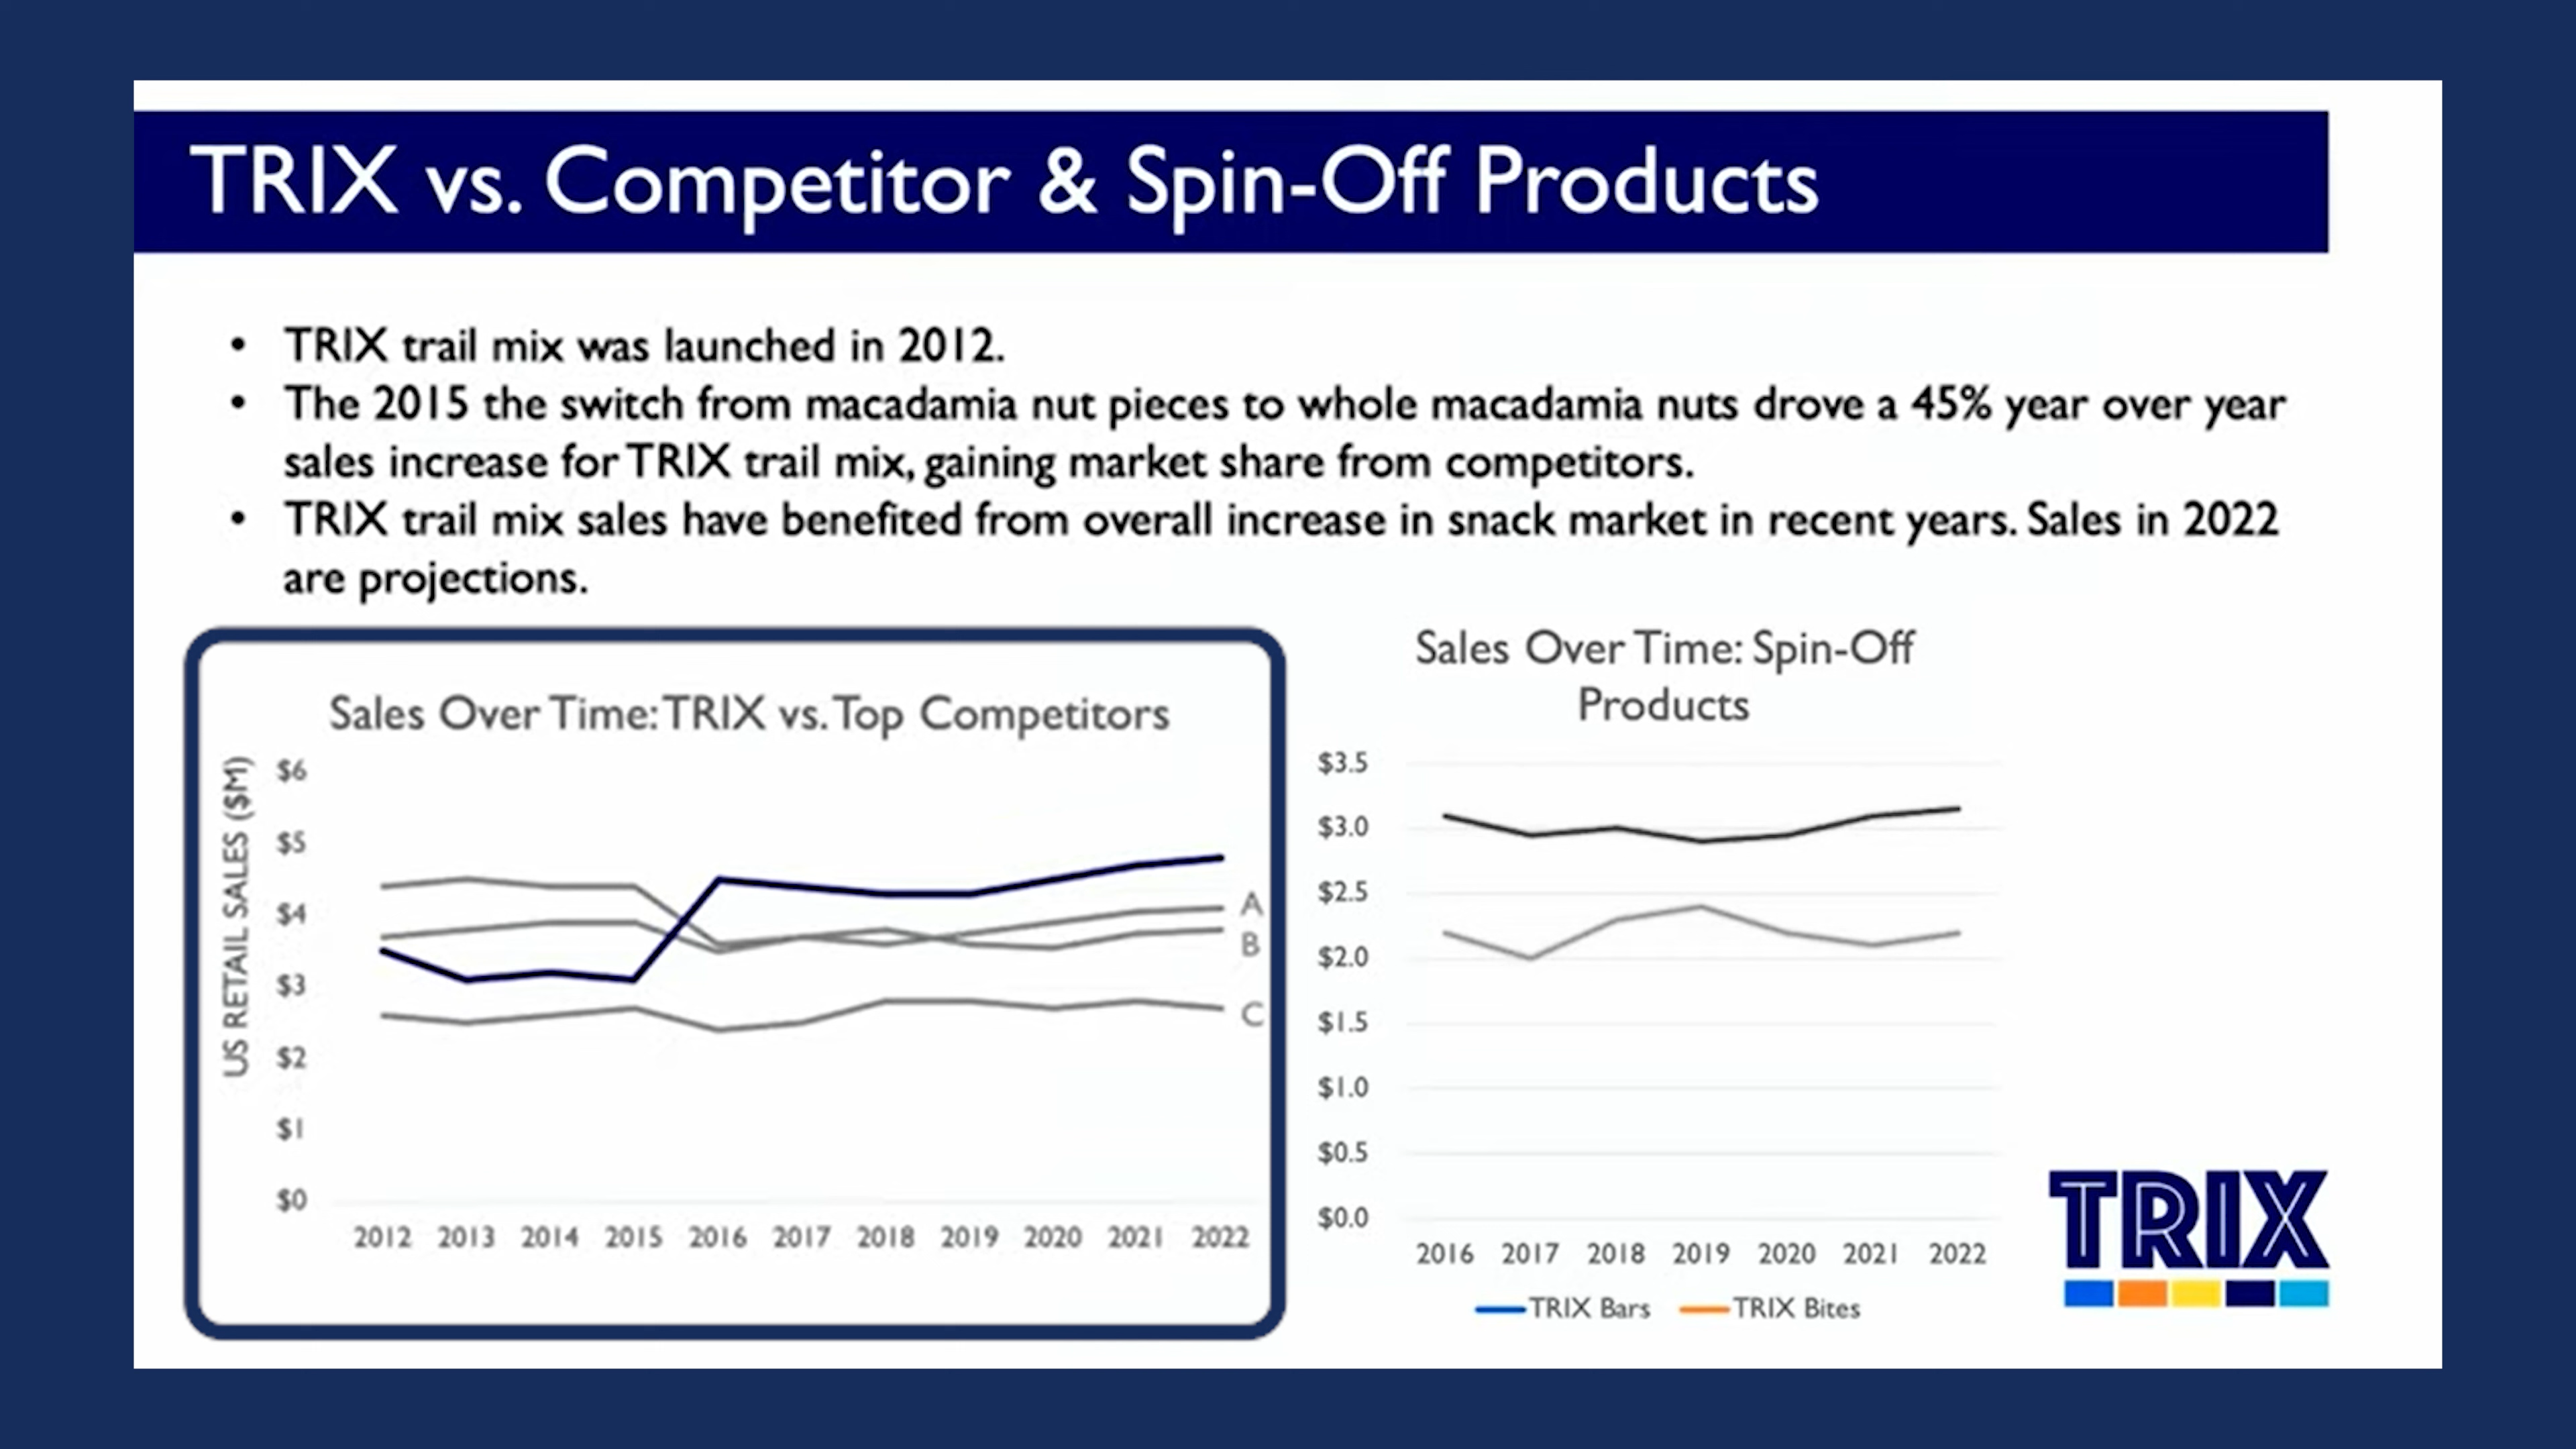 TRIX vs. Competitor & Spin-Off Products
• TRIX trail mix was launched in 2012.
• The 2015 the switch from macadamia nut pieces to whole macadamia nuts drove a 45% year over year
sales increase for TRIX trail mix, gaining market share from competitors.
• TRIX trail mix sales have benefited from overall increase in snack market in recent years. Sales in 2022
are projections.
Sales Over Time: TRIX vs. Top Competitors
US RETAIL SALES ($M)
$6
$5
$4
$3
$2
$1
$0
A
B
C
2012 2013 2014 2015 2016 2017 2018 2019 2020 2021 2022
Sales Over Time: Spin-Off
Products
$3.5
$3.0
$2.5
$2.0
$1.5
$1.0
$0.5
$0.0
2016 2017 2018 2019 2020 2021 2022
TRIX Bars TRIX Bites
TRIX